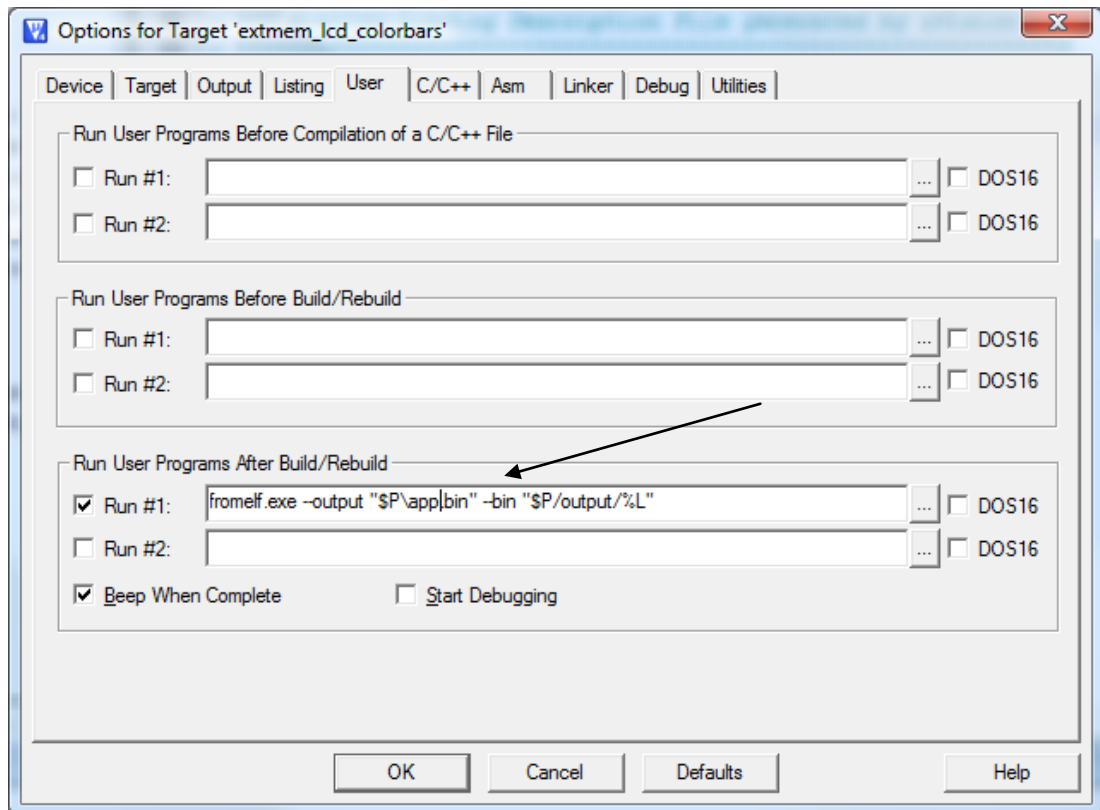 Options for Target 'extmem_lcd_colorbars'
Device Target Output Listing User C/C++ Asm Linker Debug Utilities
Run User Programs Before Compilation of a C/C++ File
Run #1: ... DOS16
Run #2: ... DOS16
Run User Programs Before Build/Rebuild
Run #1: ... DOS16
Run #2: ... DOS16
Run User Programs After Build/Rebuild
Run #1: fromelf.exe --output "$P\app.bin" --bin "$P/output/%L" ... DOS16
Run #2: ... DOS16
Beep When Complete Start Debugging
OK Cancel Defaults Help